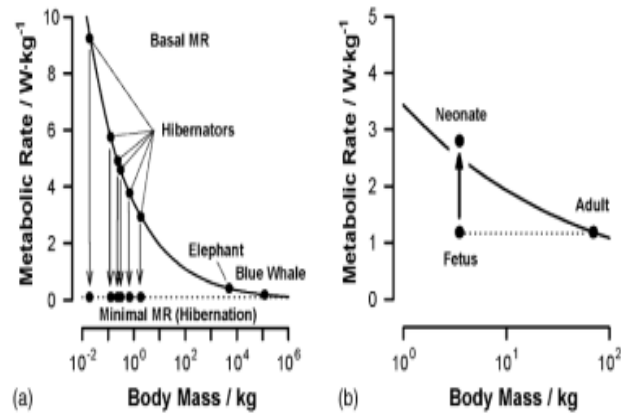 Metabolic Rate / W·kg⁻¹
10
8
6
4
2
0
Basal MR
Hibernators
Elephant
Blue Whale
Minimal MR (Hibernation)
10⁻² 10⁰ 10² 10⁴ 10⁶
(a) Body Mass / kg
Metabolic Rate / W·kg⁻¹
5
4
3
2
1
0
Neonate
Adult
Fetus
10⁰ 10¹ 10²
(b) Body Mass / kg